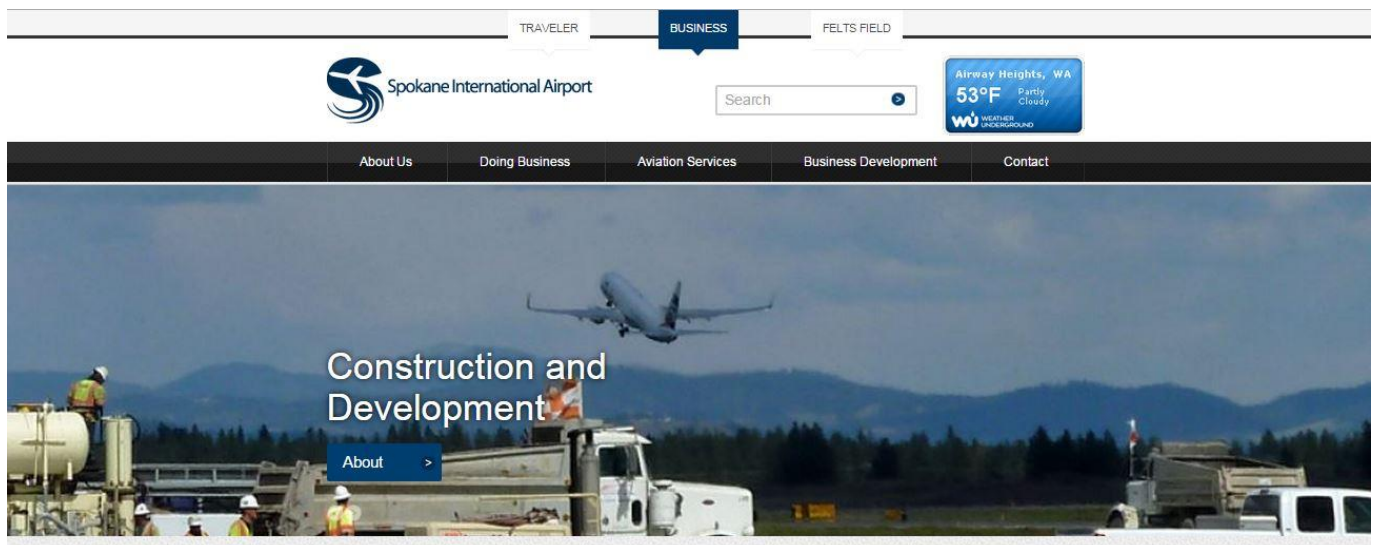 TRAVELER
BUSINESS
FELTS FIELD
Spokane International Airport
Search
Airway Heights, WA
53°F
Partly
Cloudy
WEATHER
UNDERGROUND
About Us
Doing Business
Aviation Services
Business Development
Contact
Construction and
Development
About